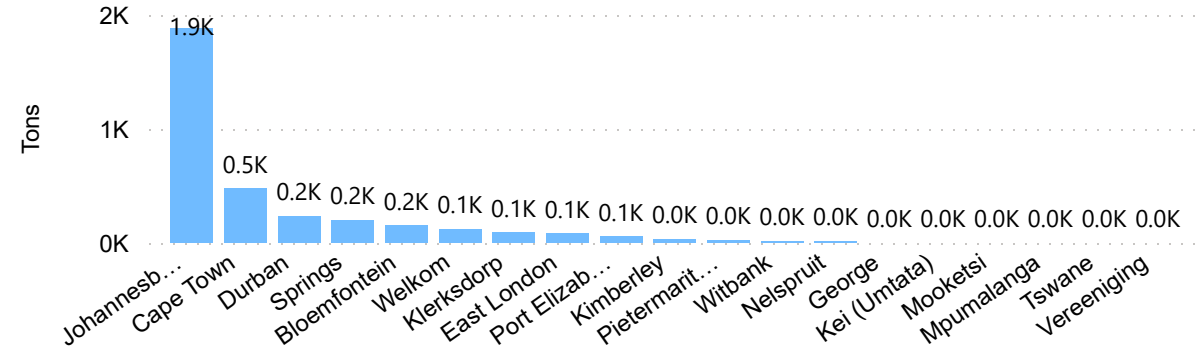 2K
1K
0K
Tons
1.9K
0.5K
0.2K
0.2K
0.2K
0.1K
0.1K
0.1K
0.1K
0.0K
0.0K
0.0K
0.0K
0.0K
0.0K
0.0K
0.0K
0.0K
0.0K
Johannesb...
Cape Town
Durban
Springs
Bloemfontein
Welkom
Klerksdorp
East London
Port Elizab...
Kimberley
Pietermarit...
Witbank
Nelspruit
George
Kei (Umtata)
Mooketsi
Mpumalanga
Tswane
Vereeniging